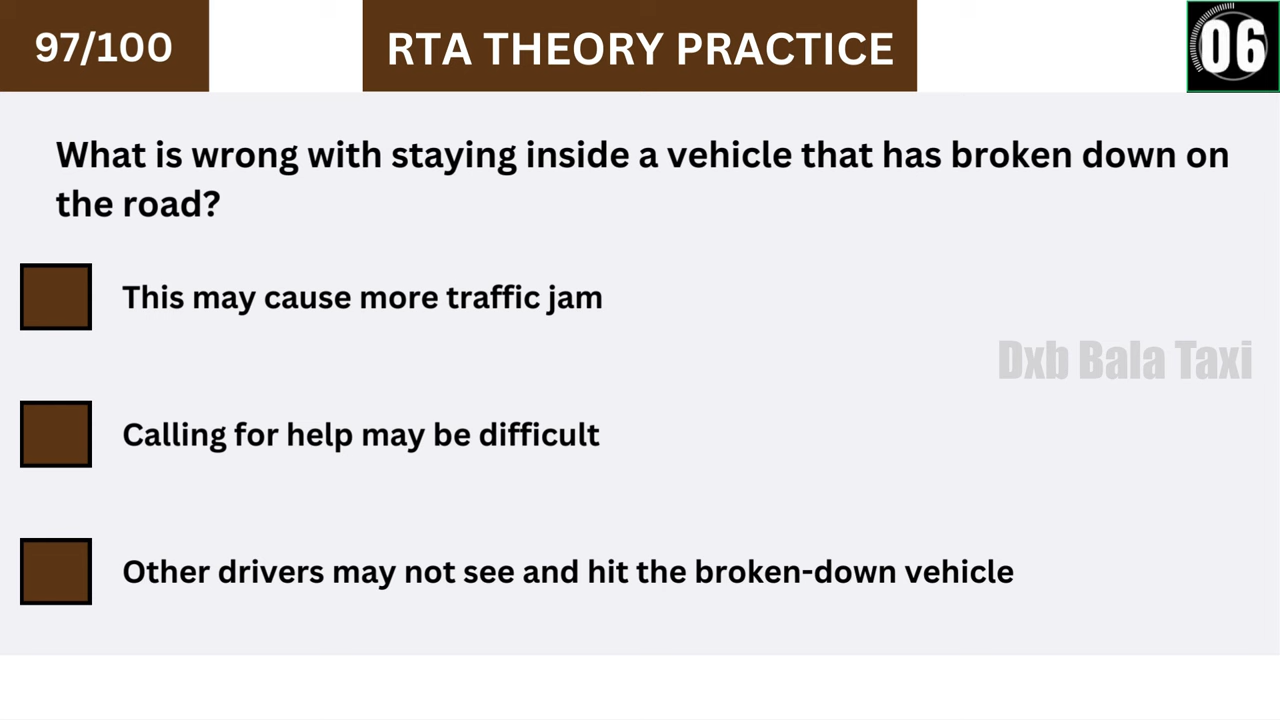 97/100
RTA THEORY PRACTICE
06
What is wrong with staying inside a vehicle that has broken down on
the road?
This may cause more traffic jam
Dxb Bala Taxi
Calling for help may be difficult
Other drivers may not see and hit the broken-down vehicle